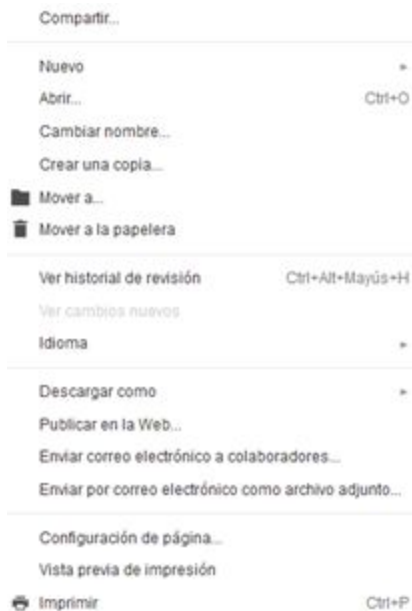 Compartir...
Nuevo
Abrir... Ctrl+O
Cambiar nombre...
Crear una copia...
Mover a...
Mover a la papelera
Ver historial de revisión Ctrl+Alt+Mayús+H
Ver cambios nuevos
Idioma
Descargar como
Publicar en la Web...
Enviar correo electrónico a colaboradores...
Enviar por correo electrónico como archivo adjunto...
Configuración de página...
Vista previa de impresión
Imprimir Ctrl+P